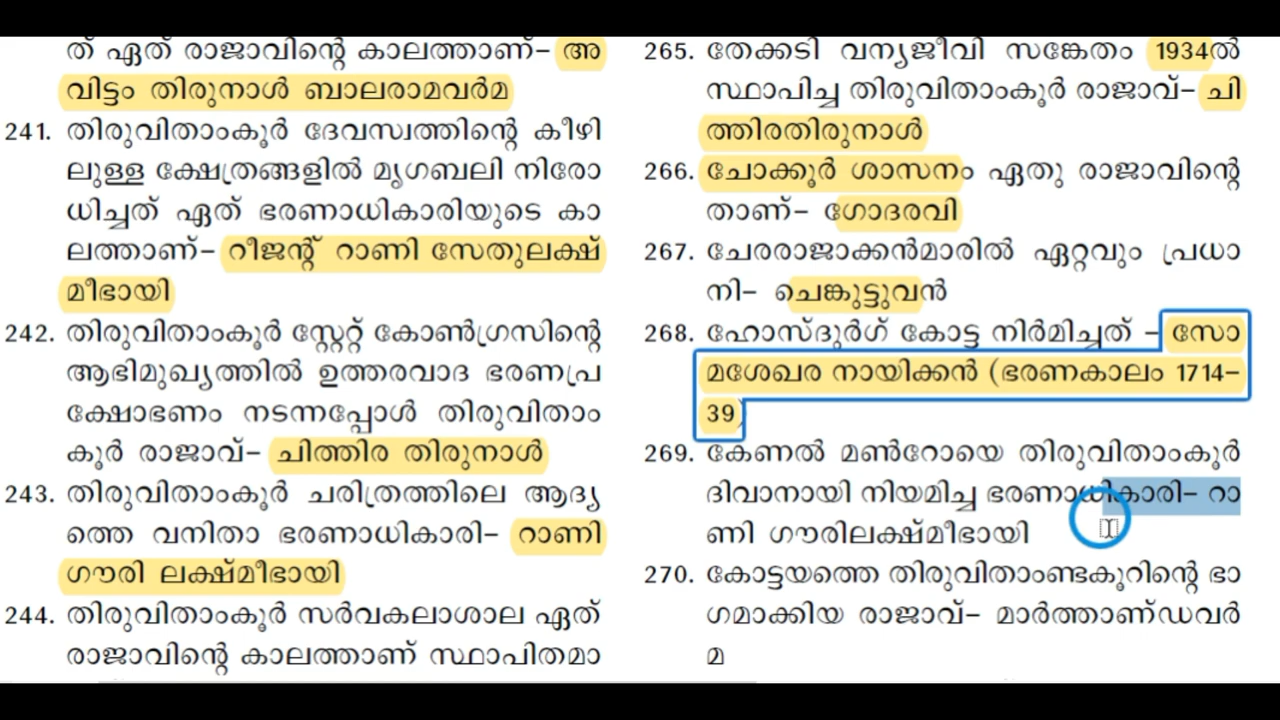 ത് ഏത് രാജാവിന്റെ കാലത്താണ്– അ
വിട്ടം തിരുനാൾ ബാലരാമവർമ
241. തിരുവിതാംകൂർ ദേവസ്വത്തിന്റെ കീഴി
ലുള്ള ക്ഷേത്രങ്ങളിൽ മൃഗബലി നിരോ
ധിച്ചത് ഏത് ഭരണാധികാരിയുടെ കാ
ലത്താണ്– റീജന്റ് റാണി സേതുലക്ഷ്
മീഭായി
242. തിരുവിതാംകൂർ സ്റ്റേറ്റ് കോൺഗ്രസിന്റെ
ആഭിമുഖ്യത്തിൽ ഉത്തരവാദ ഭരണപ്ര
ക്ഷോഭണം നടന്നപ്പോൾ തിരുവിതാം
കൂർ രാജാവ്– ചിത്തിര തിരുനാൾ
243. തിരുവിതാംകൂർ ചരിത്രത്തിലെ ആദ്യ
ത്തെ വനിതാ ഭരണാധികാരി– റാണി
ഗൗരി ലക്ഷ്മീഭായി
244. തിരുവിതാംകൂർ സർവകലാശാല ഏത്
രാജാവിന്റെ കാലത്താണ് സ്ഥാപിതമാ
265. തേക്കടി വന്യജീവി സങ്കേതം 1934ൽ
സ്ഥാപിച്ച തിരുവിതാംകൂർ രാജാവ്– ചി
ത്തിരതിരുനാൾ
266. ചോക്കൂർ ശാസനം ഏതു രാജാവിന്റെ
താണ്– ഗോദരവി
267. ചേരരാജാക്കൻമാരിൽ ഏറ്റവും പ്രധാ
നി– ചെങ്കുട്ടുവൻ
268. ഹോസ്ദുർഗ് കോട്ട നിർമിച്ചത് – സോ
മശേഖര നായിക്കൻ (ഭരണകാലം 1714–
39)
269. കേണൽ മൺറോയെ തിരുവിതാംകൂർ
ദിവാനായി നിയമിച്ച ഭരണാധികാരി– റാ
ണി ഗൗരിലക്ഷ്മീഭായി
270. കോട്ടയത്തെ തിരുവിതാംണ്ടകൂറിന്റെ ഭാ
ഗമാക്കിയ രാജാവ്– മാർത്താണ്ഡവർ
മ